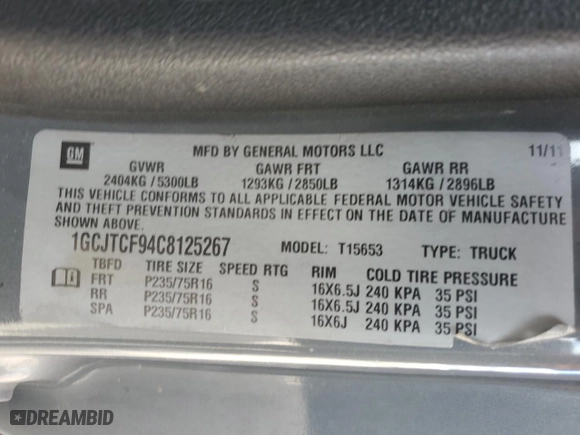 GM
MFD BY GENERAL MOTORS LLC 11/11
GVWR GAWR FRT GAWR RR
2404KG / 5300LB 1293KG / 2850LB 1314KG / 2896LB
THIS VEHICLE CONFORMS TO ALL APPLICABLE FEDERAL MOTOR VEHICLE SAFETY
AND THEFT PREVENTION STANDARDS IN EFFECT ON THE DATE OF MANUFACTURE
SHOWN ABOVE.
1GCJTCF94C8125267 MODEL: T15653 TYPE: TRUCK
TBFD TIRE SIZE SPEED RTG RIM COLD TIRE PRESSURE
FRT P235/75R16 S 16X6.5J 240 KPA 35 PSI
RR P235/75R16 S 16X6.5J 240 KPA 35 PSI
SPA P235/75R16 S 16X6J 240 KPA 35 PSI
DREAMBID